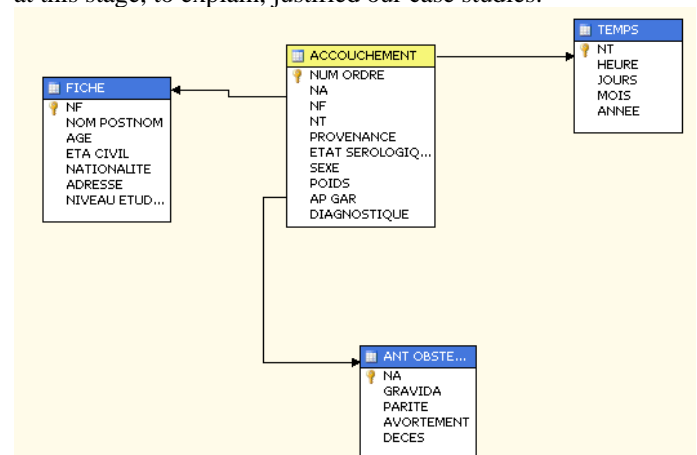 at this stage, to explain, justified our case studies.
TEMPS
NT
HEURE
JOURS
MOIS
ANNEE
ACCOUCHEMENT
NUM ORDRE
NA
NF
NT
PROVENANCE
ETAT SEROLOGIQ...
SEXE
POIDS
AP GAR
DIAGNOSTIQUE
FICHE
NF
NOM POSTNOM
AGE
ETA CIVIL
NATIONALITE
ADRESSE
NIVEAU ETUD...
ANT OBSTE...
NA
GRAVIDA
PARITE
AVORTEMENT
DECES